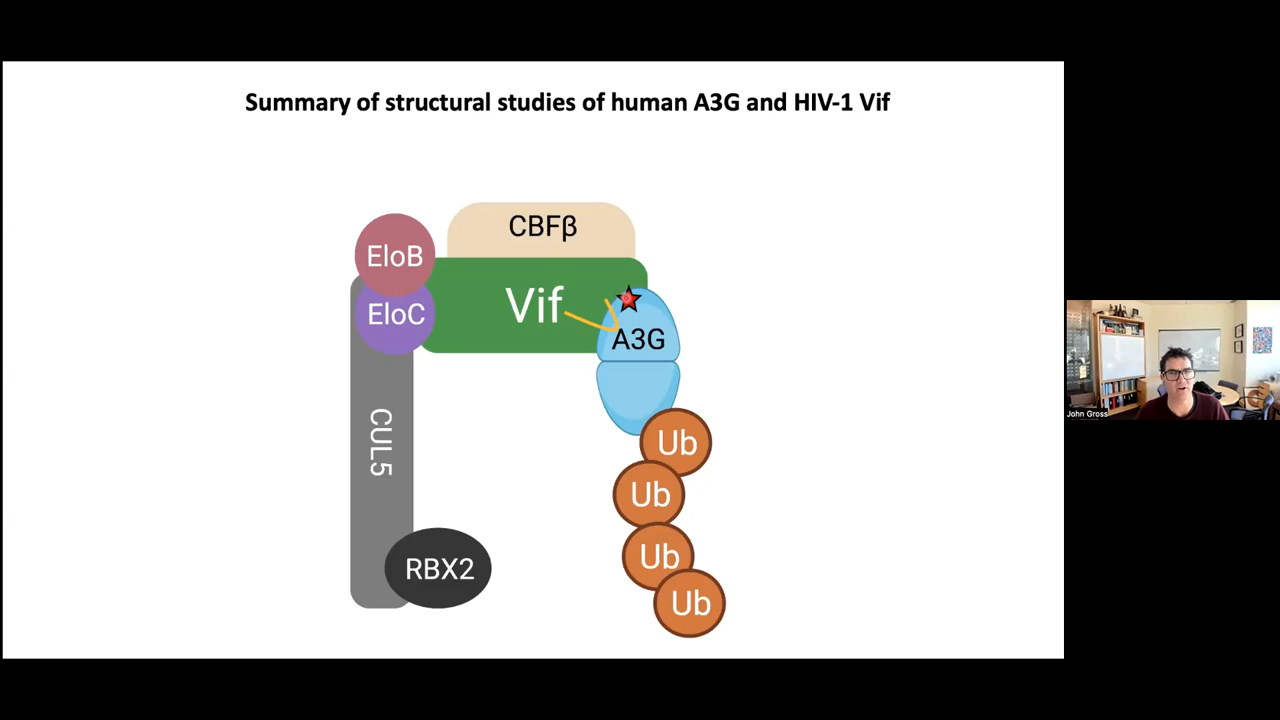 Summary of structural studies of human A3G and HIV-1 Vif
CBFβ
EloB
EloC
Vif
A3G
CUL5
Ub
Ub
Ub
Ub
RBX2
John Gross